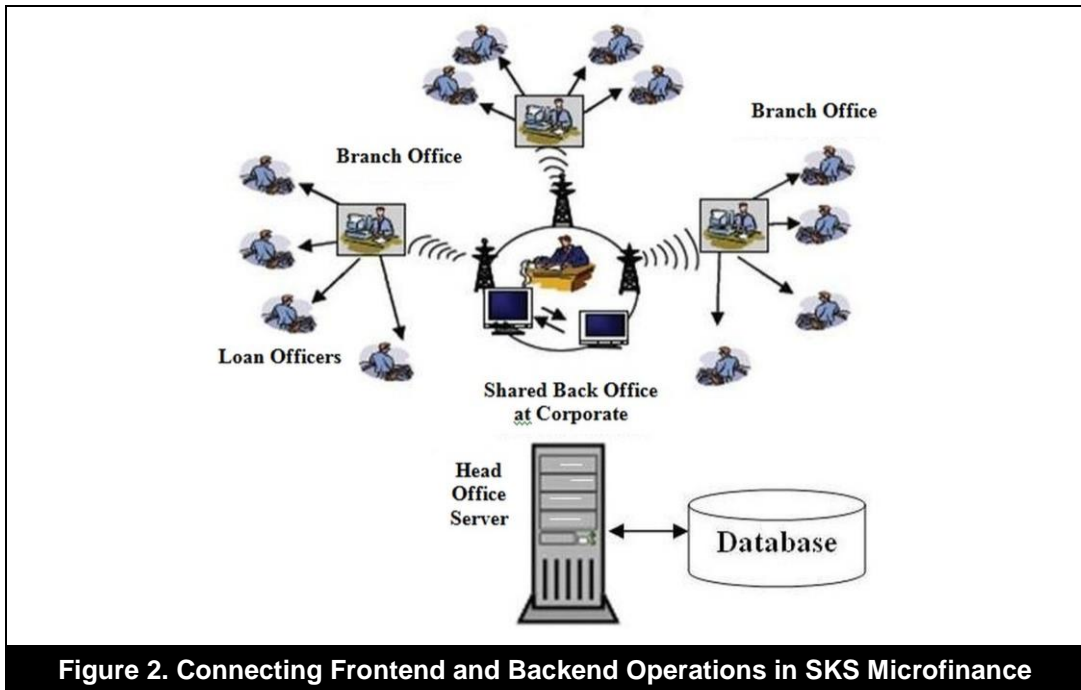 Branch Office
Branch Office
Loan Officers
Shared Back Office
at Corporate
Head
Office
Server
Database
Figure 2. Connecting Frontend and Backend Operations in SKS Microfinance